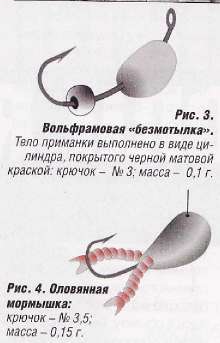 Рис. 3.
Вольфрамовая «безмотылка».
Тело приманки выполнено в виде ци-
линдра, покрытого черной матовой
краской: крючок – № 3; масса – 0,1 г.
Рис. 4. Оловянная
мормышка:
крючок – № 3,5;
масса – 0,15 г.